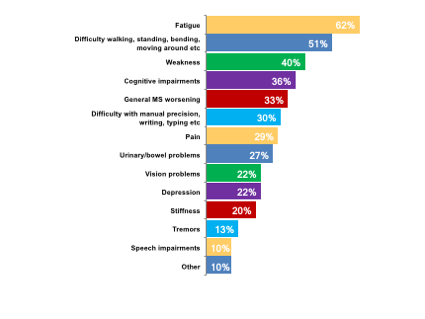 Fatigue 62%
Difficulty walking, standing, bending,
moving around etc 51%
Weakness 40%
Cognitive impairments 36%
General MS worsening 33%
Difficulty with manual precision,
writing, typing etc 30%
Pain 29%
Urinary/bowel problems 27%
Vision problems 22%
Depression 22%
Stiffness 20%
Tremors 13%
Speech impairments 10%
Other 10%